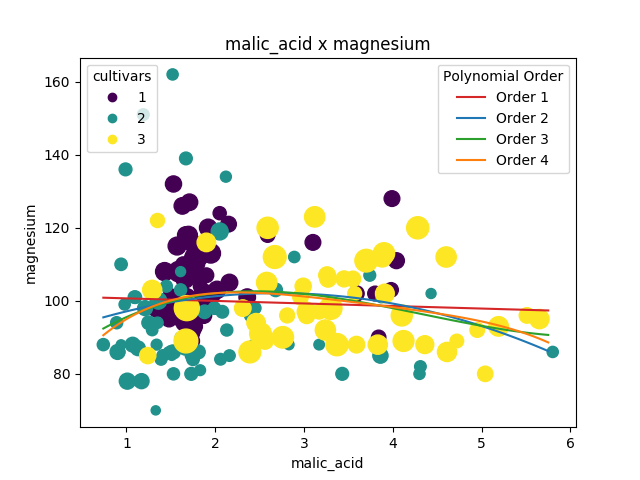 malic_acid x magnesium
cultivars
1
2
3
Polynomial Order
Order 1
Order 2
Order 3
Order 4
magnesium
160
140
120
100
80
1 2 3 4 5 6
malic_acid